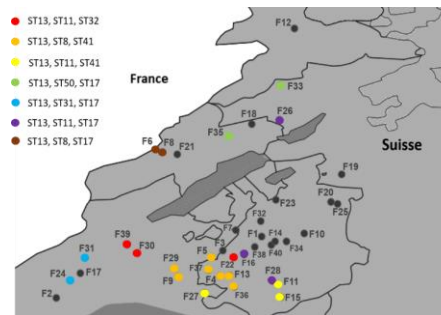 ST13, ST11, ST32
ST13, ST8, ST41
ST13, ST11, ST41
ST13, ST50, ST17
ST13, ST31, ST17
ST13, ST11, ST17
ST13, ST8, ST17
F12
France
F33
Suisse
F18
F26
F35
F6
F8
F21
F19
F20
F25
F23
F32
F7
F1
F14
F10
F39
F30
F3
F38
F40
F34
F31
F5
F22
F16
F29
F37
F24
F17
F9
F4
F13
F28
F11
F2
F27
F36
F15